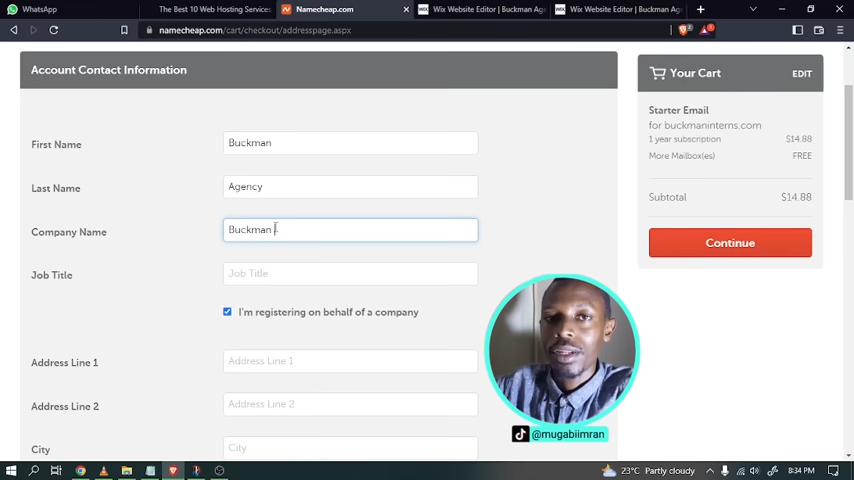 WhatsApp
The Best 10 Web Hosting Services
Namecheap.com
Wix Website Editor | Buckman Age
Wix Website Editor | Buckman Age
namecheap.com/cart/checkout/addresspage.aspx
Account Contact Information
First Name
Buckman
Last Name
Agency
Company Name
Buckman
Job Title
Job Title
I'm registering on behalf of a company
Address Line 1
Address Line 1
Address Line 2
Address Line 2
City
City
Your Cart
EDIT
Starter Email
for buckmaninterns.com
1 year subscription
$14.88
More Mailbox(es)
FREE
Subtotal
$14.88
Continue
@mugabiimran
23°C Partly cloudy
8:34 PM